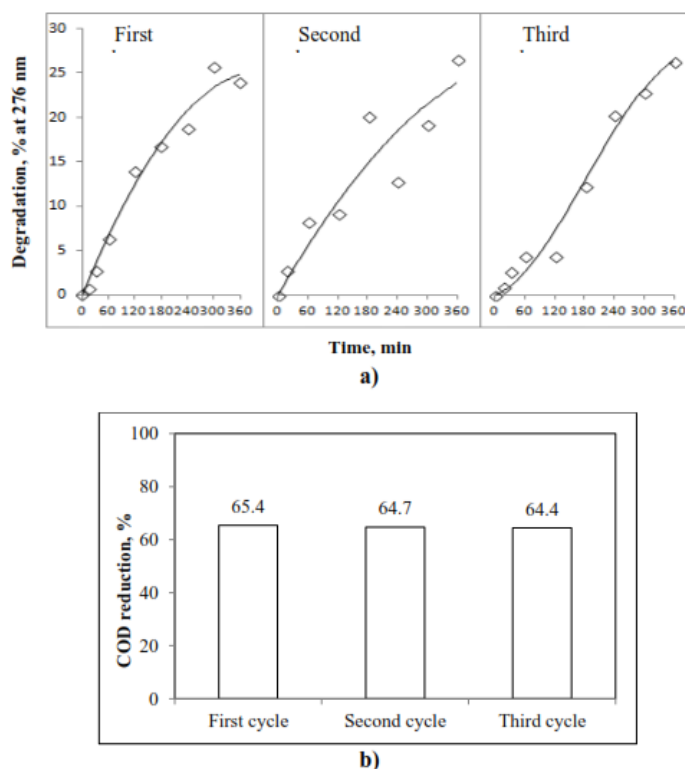 First
Second
Third
30
25
20
15
10
5
0
Degradation, % at 276 nm
0 60 120 180 240 300 360
0 60 120 180 240 300 360
0 60 120 180 240 300 360
Time, min
a)
100
80
60
40
20
0
COD reduction, %
65.4
64.7
64.4
First cycle
Second cycle
Third cycle
b)